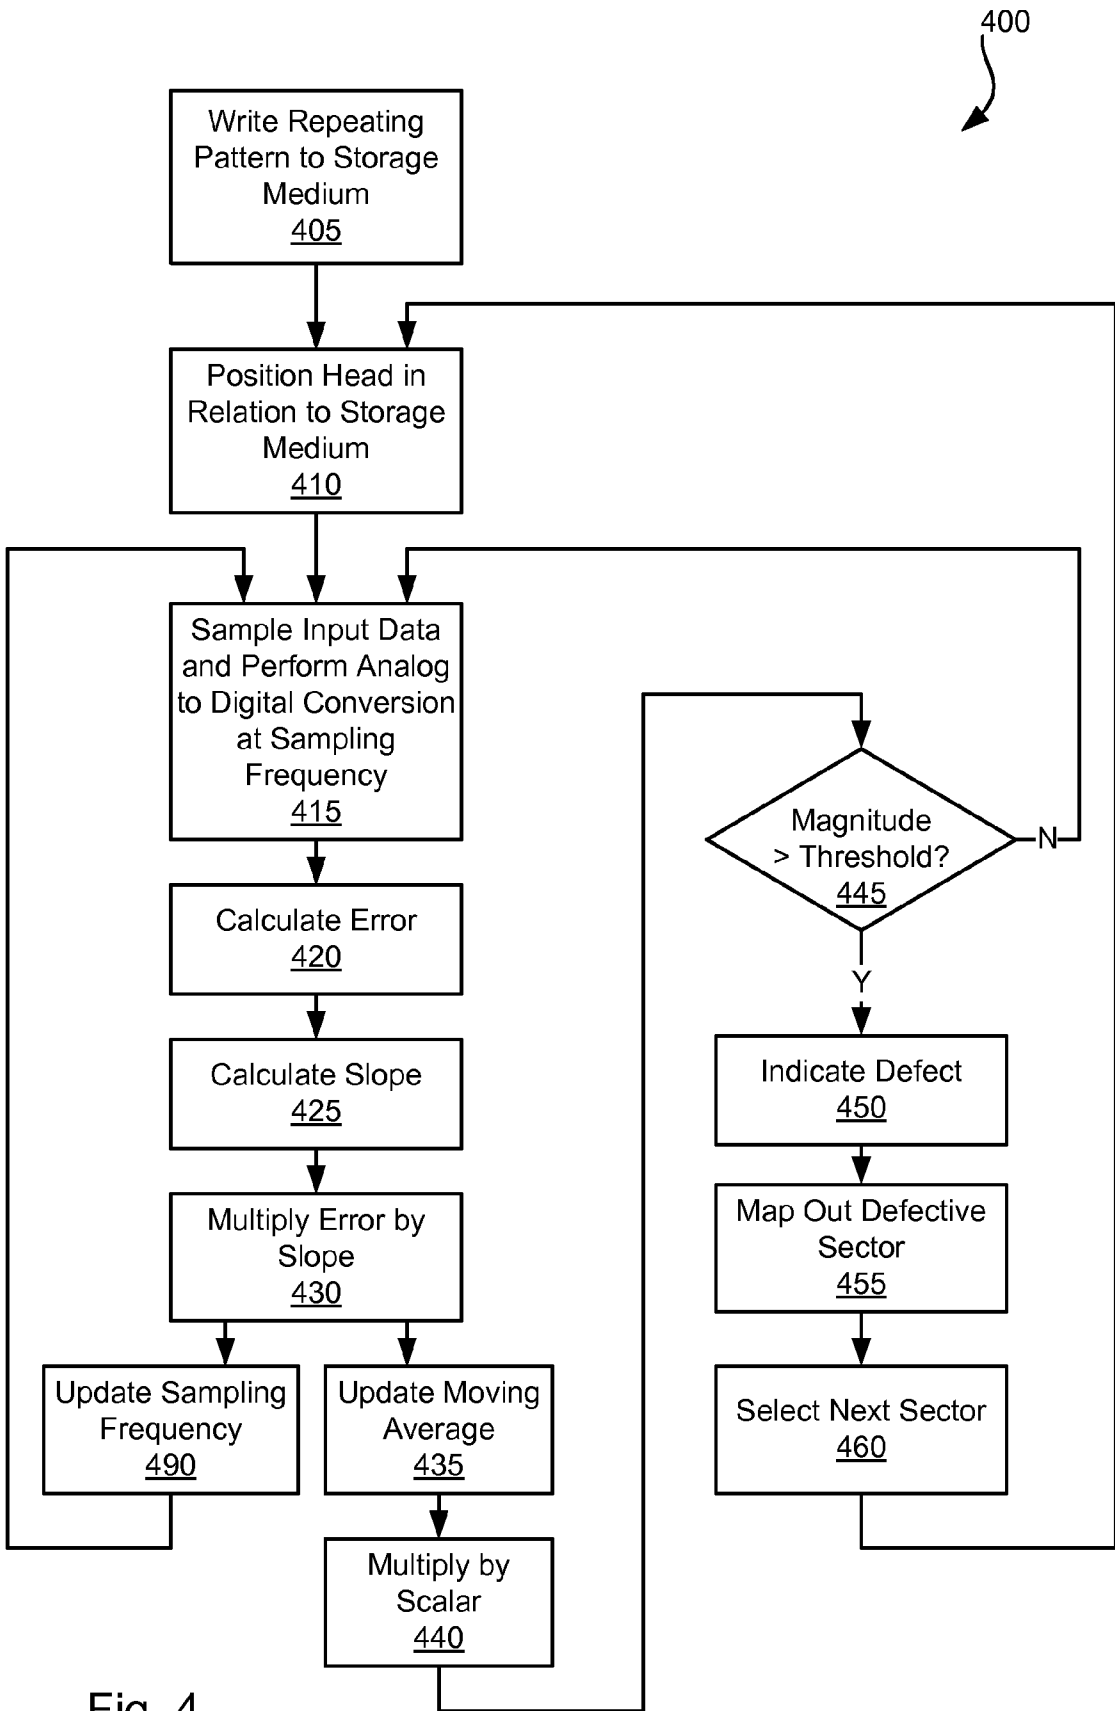 400
Write Repeating
Pattern to Storage
Medium
405
Position Head in
Relation to Storage
Medium
410
Sample Input Data
and Perform Analog
to Digital Conversion
at Sampling
Frequency
415
Calculate Error
420
Calculate Slope
425
Multiply Error by
Slope
430
Update Sampling
Frequency
490
Update Moving
Average
435
Multiply by
Scalar
440
Magnitude
> Threshold?
445
N
Y
Indicate Defect
450
Map Out Defective
Sector
455
Select Next Sector
460
Fig. 4